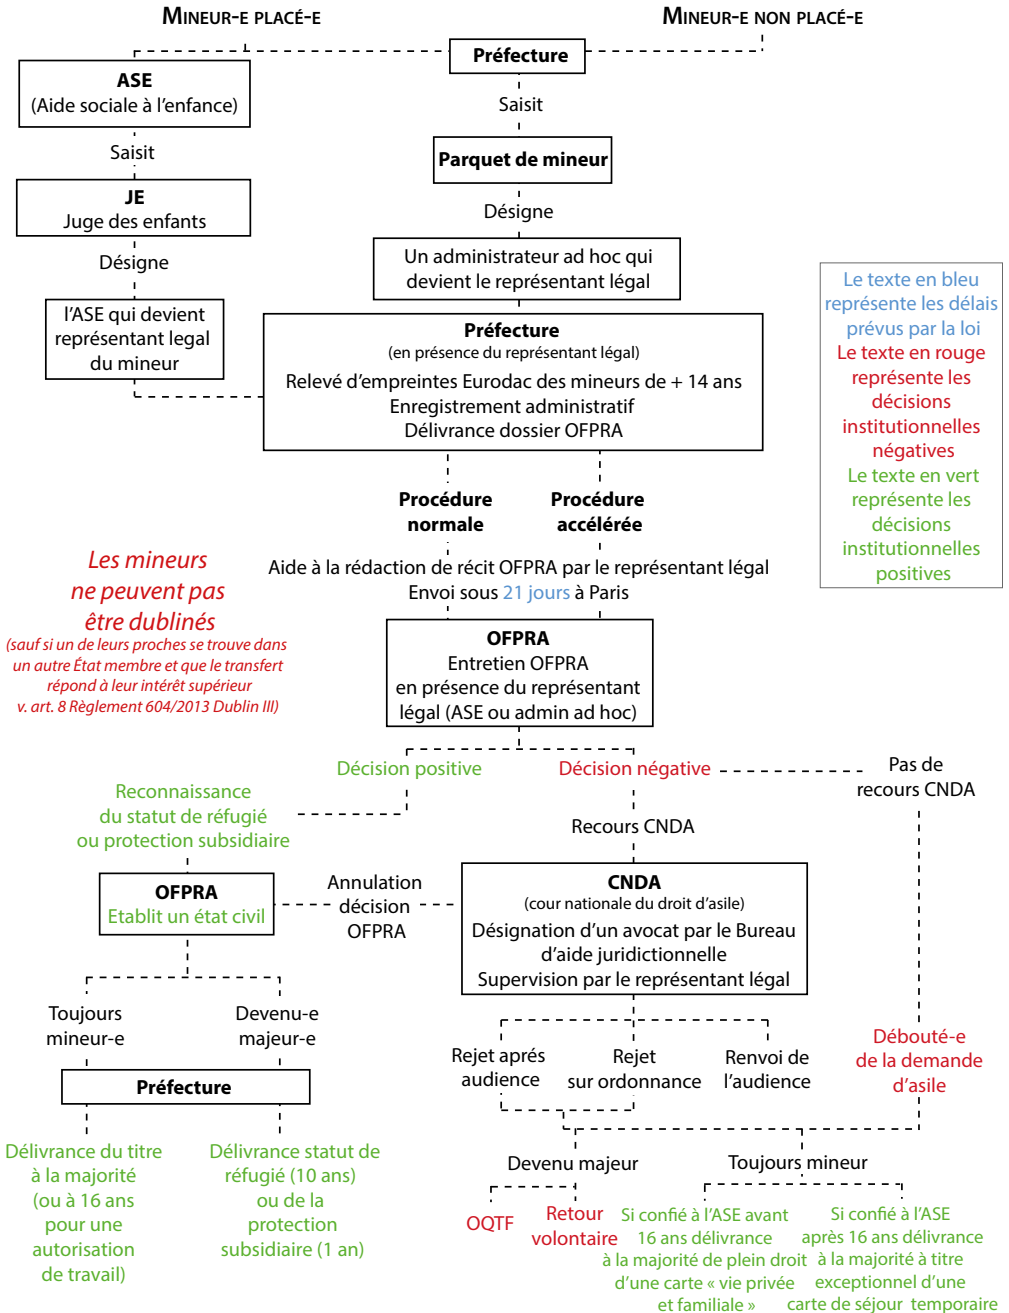 MINEUR-E PLACÉ-E
MINEUR-E NON PLACÉ-E
Préfecture
ASE
(Aide sociale à l'enfance)
Saisit
Saisit
Parquet de mineur
JE
Juge des enfants
Désigne
Désigne
Un administrateur ad hoc qui
devient le représentant légal
l'ASE qui devient
représentant legal
du mineur
Préfecture
(en présence du représentant légal)
Relevé d'empreintes Eurodac des mineurs de + 14 ans
Enregistrement administratif
Délivrance dossier OFPRA
Le texte en bleu
représente les délais
prévus par la loi
Le texte en rouge
représente les
décisions
institutionnelles
négatives
Le texte en vert
représente les
décisions
institutionnelles
positives
Procédure
normale
Procédure
accélérée
Les mineurs
ne peuvent pas
être dublinés
(sauf si un de leurs proches se trouve dans
un autre État membre et que le transfert
répond à leur intérêt supérieur
v. art. 8 Règlement 604/2013 Dublin III)
Aide à la rédaction de récit OFPRA par le représentant légal
Envoi sous 21 jours à Paris
OFPRA
Entretien OFPRA
en présence du représentant
légal (ASE ou admin ad hoc)
Décision positive
Décision négative
Pas de
recours CNDA
Reconnaissance
du statut de réfugié
ou protection subsidiaire
Recours CNDA
OFPRA
Etablit un état civil
Annulation
décision
OFPRA
CNDA
(cour nationale du droit d'asile)
Désignation d'un avocat par le Bureau
d'aide juridictionnelle
Supervision par le représentant légal
Toujours
mineur-e
Devenu-e
majeur-e
Rejet aprés
audience
Rejet
sur ordonnance
Renvoi de
l'audience
Débouté-e
de la demande
d'asile
Préfecture
Délivrance du titre
à la majorité
(ou à 16 ans
pour une
autorisation
de travail)
Délivrance statut de
réfugié (10 ans)
ou de la
protection
subsidiaire (1 an)
Devenu majeur
Toujours mineur
OQTF
Retour
volontaire
Si confié à l'ASE avant
16 ans délivrance
à la majorité de plein droit
d'une carte « vie privée
et familiale »
Si confié à l'ASE
après 16 ans délivrance
à la majorité à titre
exceptionnel d'une
carte de séjour temporaire